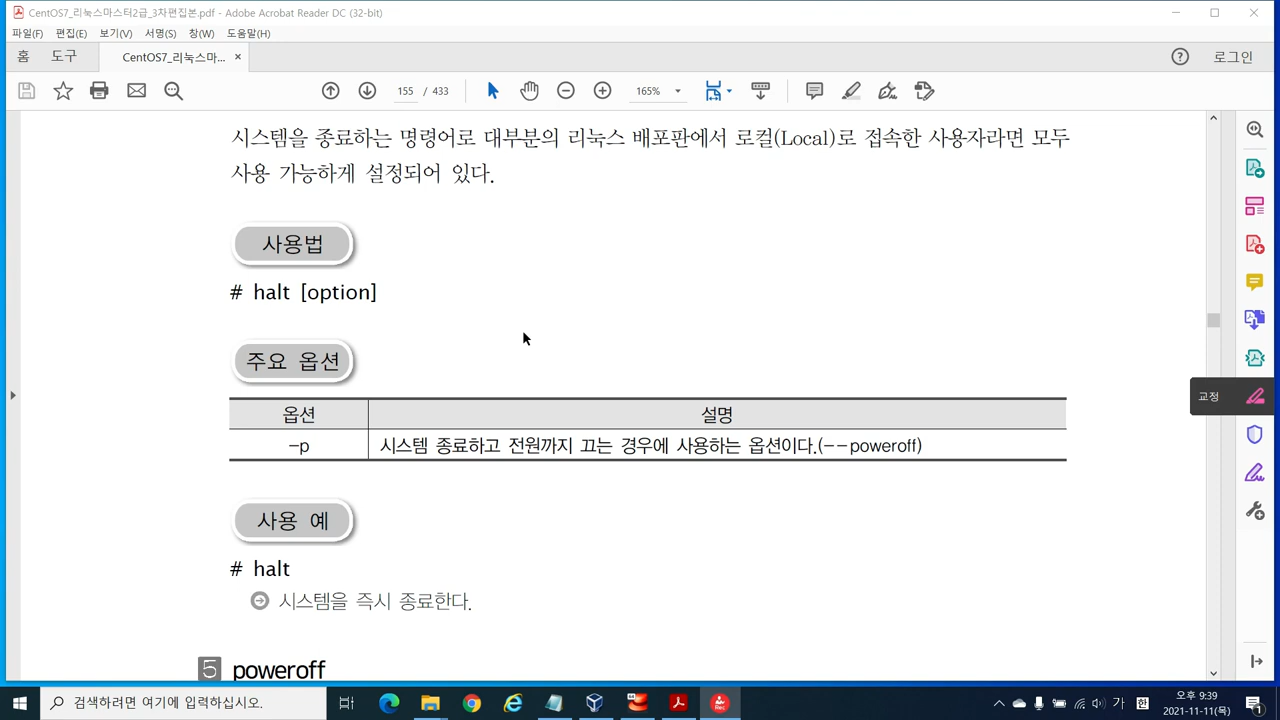 CentOS7_리눅스마스터2급_3차편집본.pdf - Adobe Acrobat Reader DC (32-bit)
파일(F) 편집(E) 보기(V) 서명(S) 창(W) 도움말(H)
홈 도구 CentOS7_리눅스마... × 로그인
155 / 433 165%
시스템을 종료하는 명령어로 대부분의 리눅스 배포판에서 로컬(Local)로 접속한 사용자라면 모두
사용 가능하게 설정되어 있다.
사용법
# halt [option]
주요 옵션
교정
옵션 설명
-p 시스템 종료하고 전원까지 끄는 경우에 사용하는 옵션이다.(--poweroff)
사용 예
# halt
시스템을 즉시 종료한다.
5 poweroff
검색하려면 여기에 입력하십시오.
Rec
가 한 오후 9:39
2021-11-11(목)
1